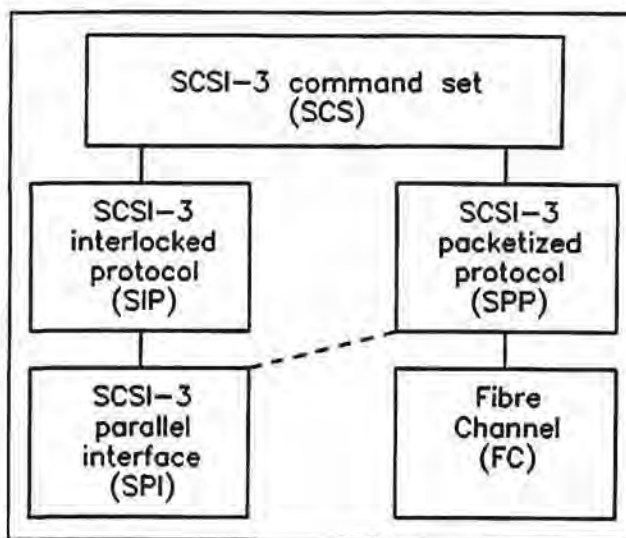 SCSI-3 command set
(SCS)
SCSI-3
interlocked
protocol
(SIP)
SCSI-3
packetized
protocol
(SPP)
SCSI-3
parallel
interface
(SPI)
Fibre
Channel
(FC)